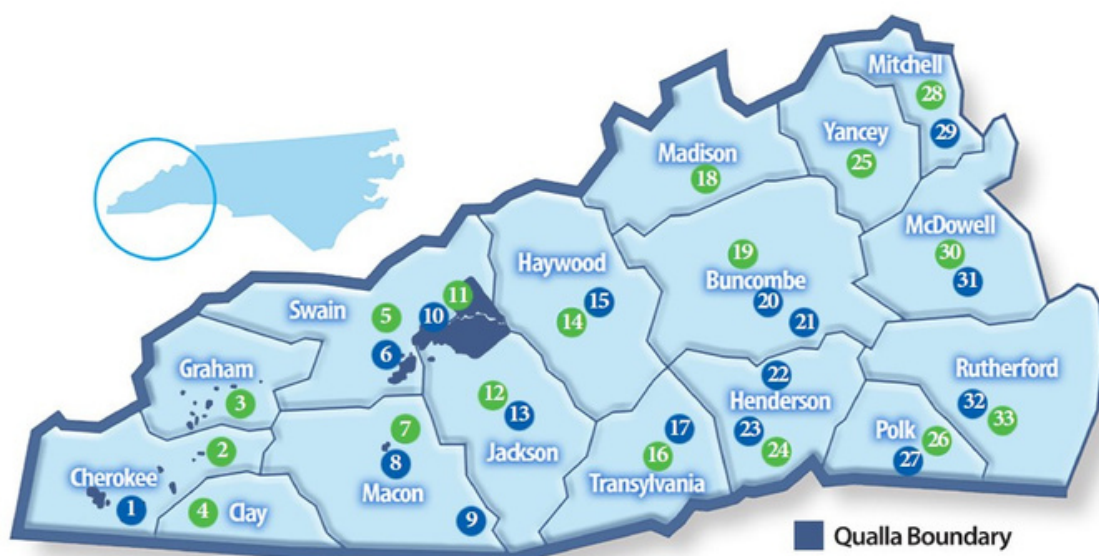 Mitchell
28
29
Yancey
25
Madison
18
McDowell
30
31
Haywood
15
14
19
Buncombe
20
21
Swain
5
10
11
6
Graham
3
Rutherford
32
33
22
Henderson
23
24
12
13
Jackson
17
16
Transylvania
Polk
26
27
7
8
Macon
9
2
Cherokee
1
4
Clay
Qualla Boundary